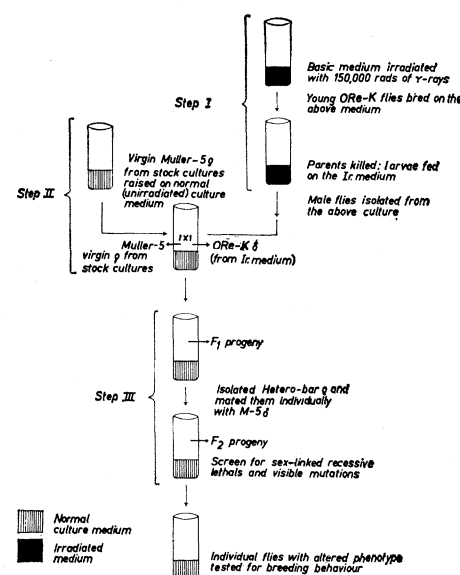 Basic medium irradiated
with 150,000 rads of γ-rays
Step I
Young ORe-K flies bred on the
above medium
Parents killed; larvae fed
on the Ir. medium
Male flies isolated from
the above culture
Step II
Virgin Muller-5 ♀
from stock cultures
raised on normal
(unirradiated) culture
medium
1X1
Muller-5
virgin ♀ from
stock cultures
ORe-K ♂
(from Ir. medium)
F1 progeny
Step III
Isolated Hetero-bar ♀ and
mated them individually
with M-5 ♂
F2 progeny
Screen for sex-linked recessive
lethals and visible mutations
Normal
culture medium
Irradiated
medium
Individual flies with altered phenotype
tested for breeding behaviour